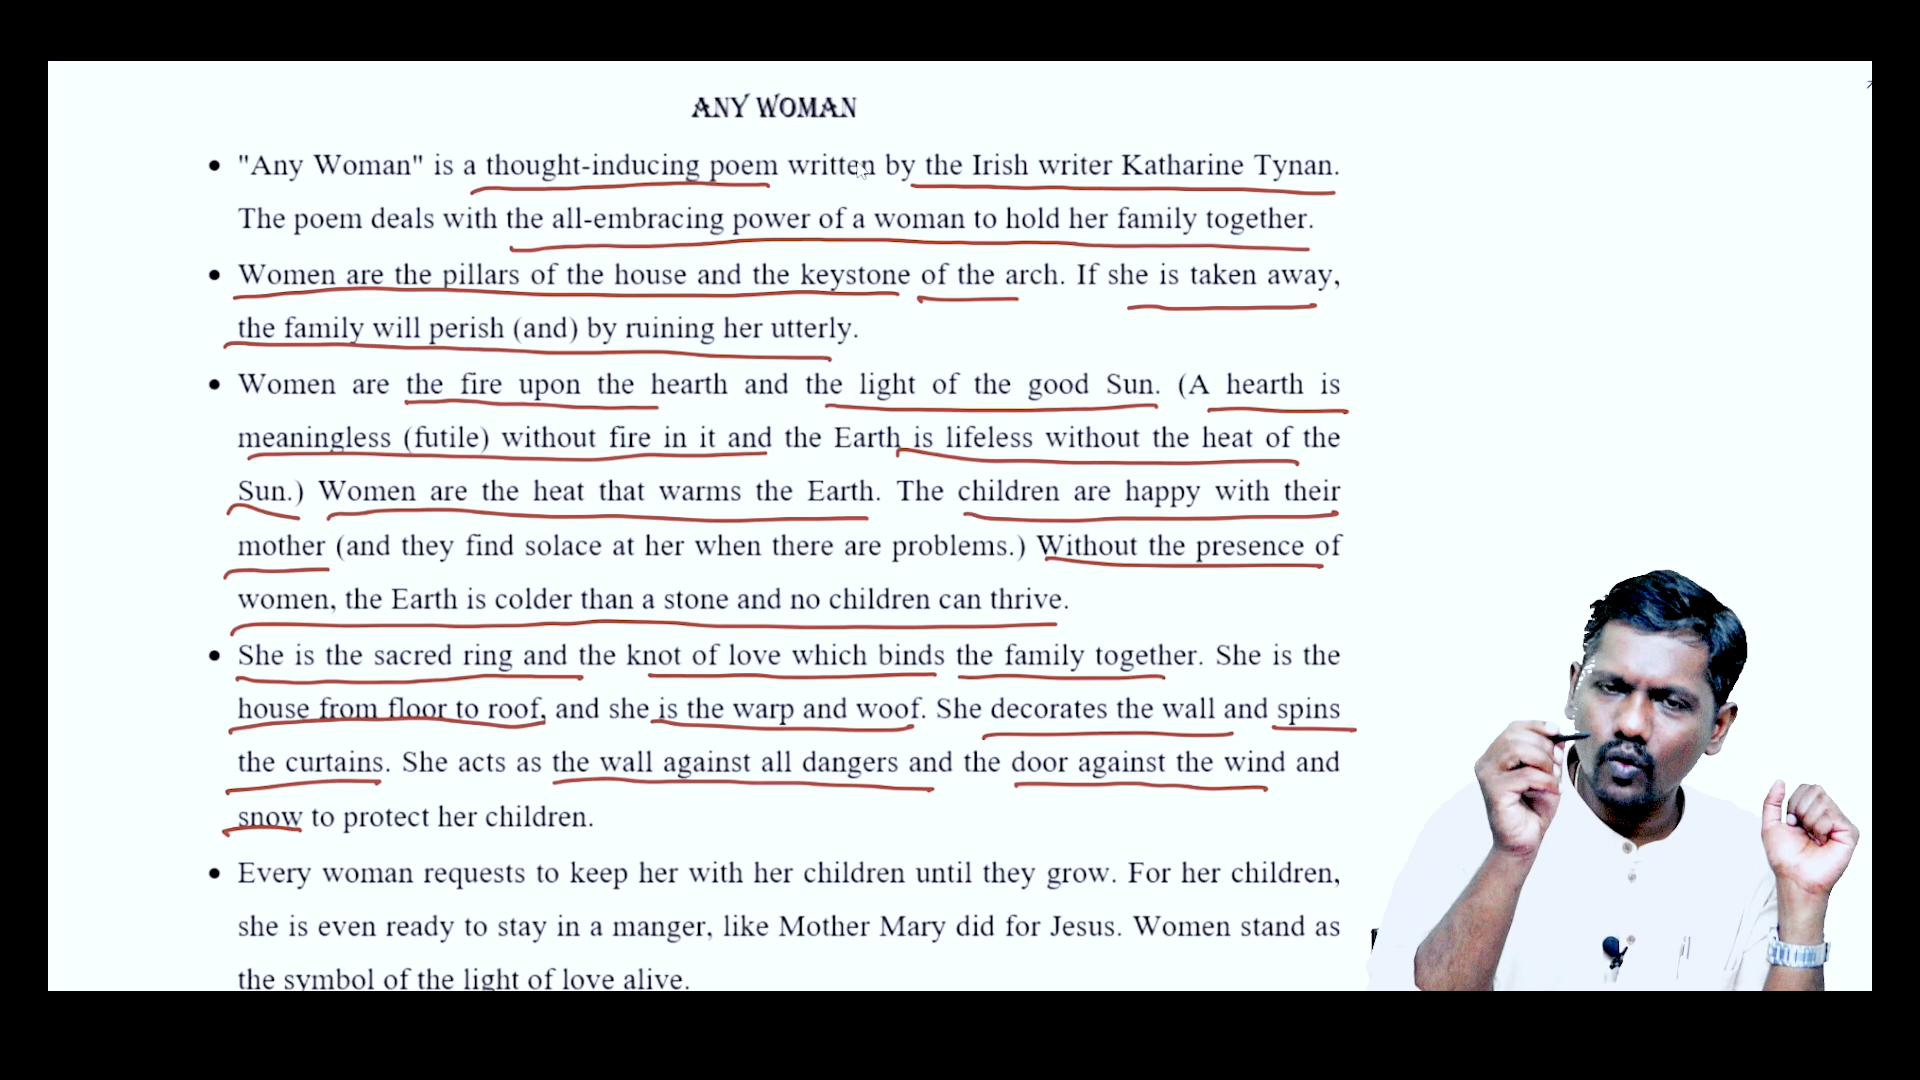 ANY WOMAN
• "Any Woman" is a thought-inducing poem written by the Irish writer Katharine Tynan.
The poem deals with the all-embracing power of a woman to hold her family together.
• Women are the pillars of the house and the keystone of the arch. If she is taken away,
the family will perish (and) by ruining her utterly.
• Women are the fire upon the hearth and the light of the good Sun. (A hearth is
meaningless (futile) without fire in it and the Earth is lifeless without the heat of the
Sun.) Women are the heat that warms the Earth. The children are happy with their
mother (and they find solace at her when there are problems.) Without the presence of
women, the Earth is colder than a stone and no children can thrive.
• She is the sacred ring and the knot of love which binds the family together. She is the
house from floor to roof, and she is the warp and woof. She decorates the wall and spins
the curtains. She acts as the wall against all dangers and the door against the wind and
snow to protect her children.
• Every woman requests to keep her with her children until they grow. For her children,
she is even ready to stay in a manger, like Mother Mary did for Jesus. Women stand as
the symbol of the light of love alive.